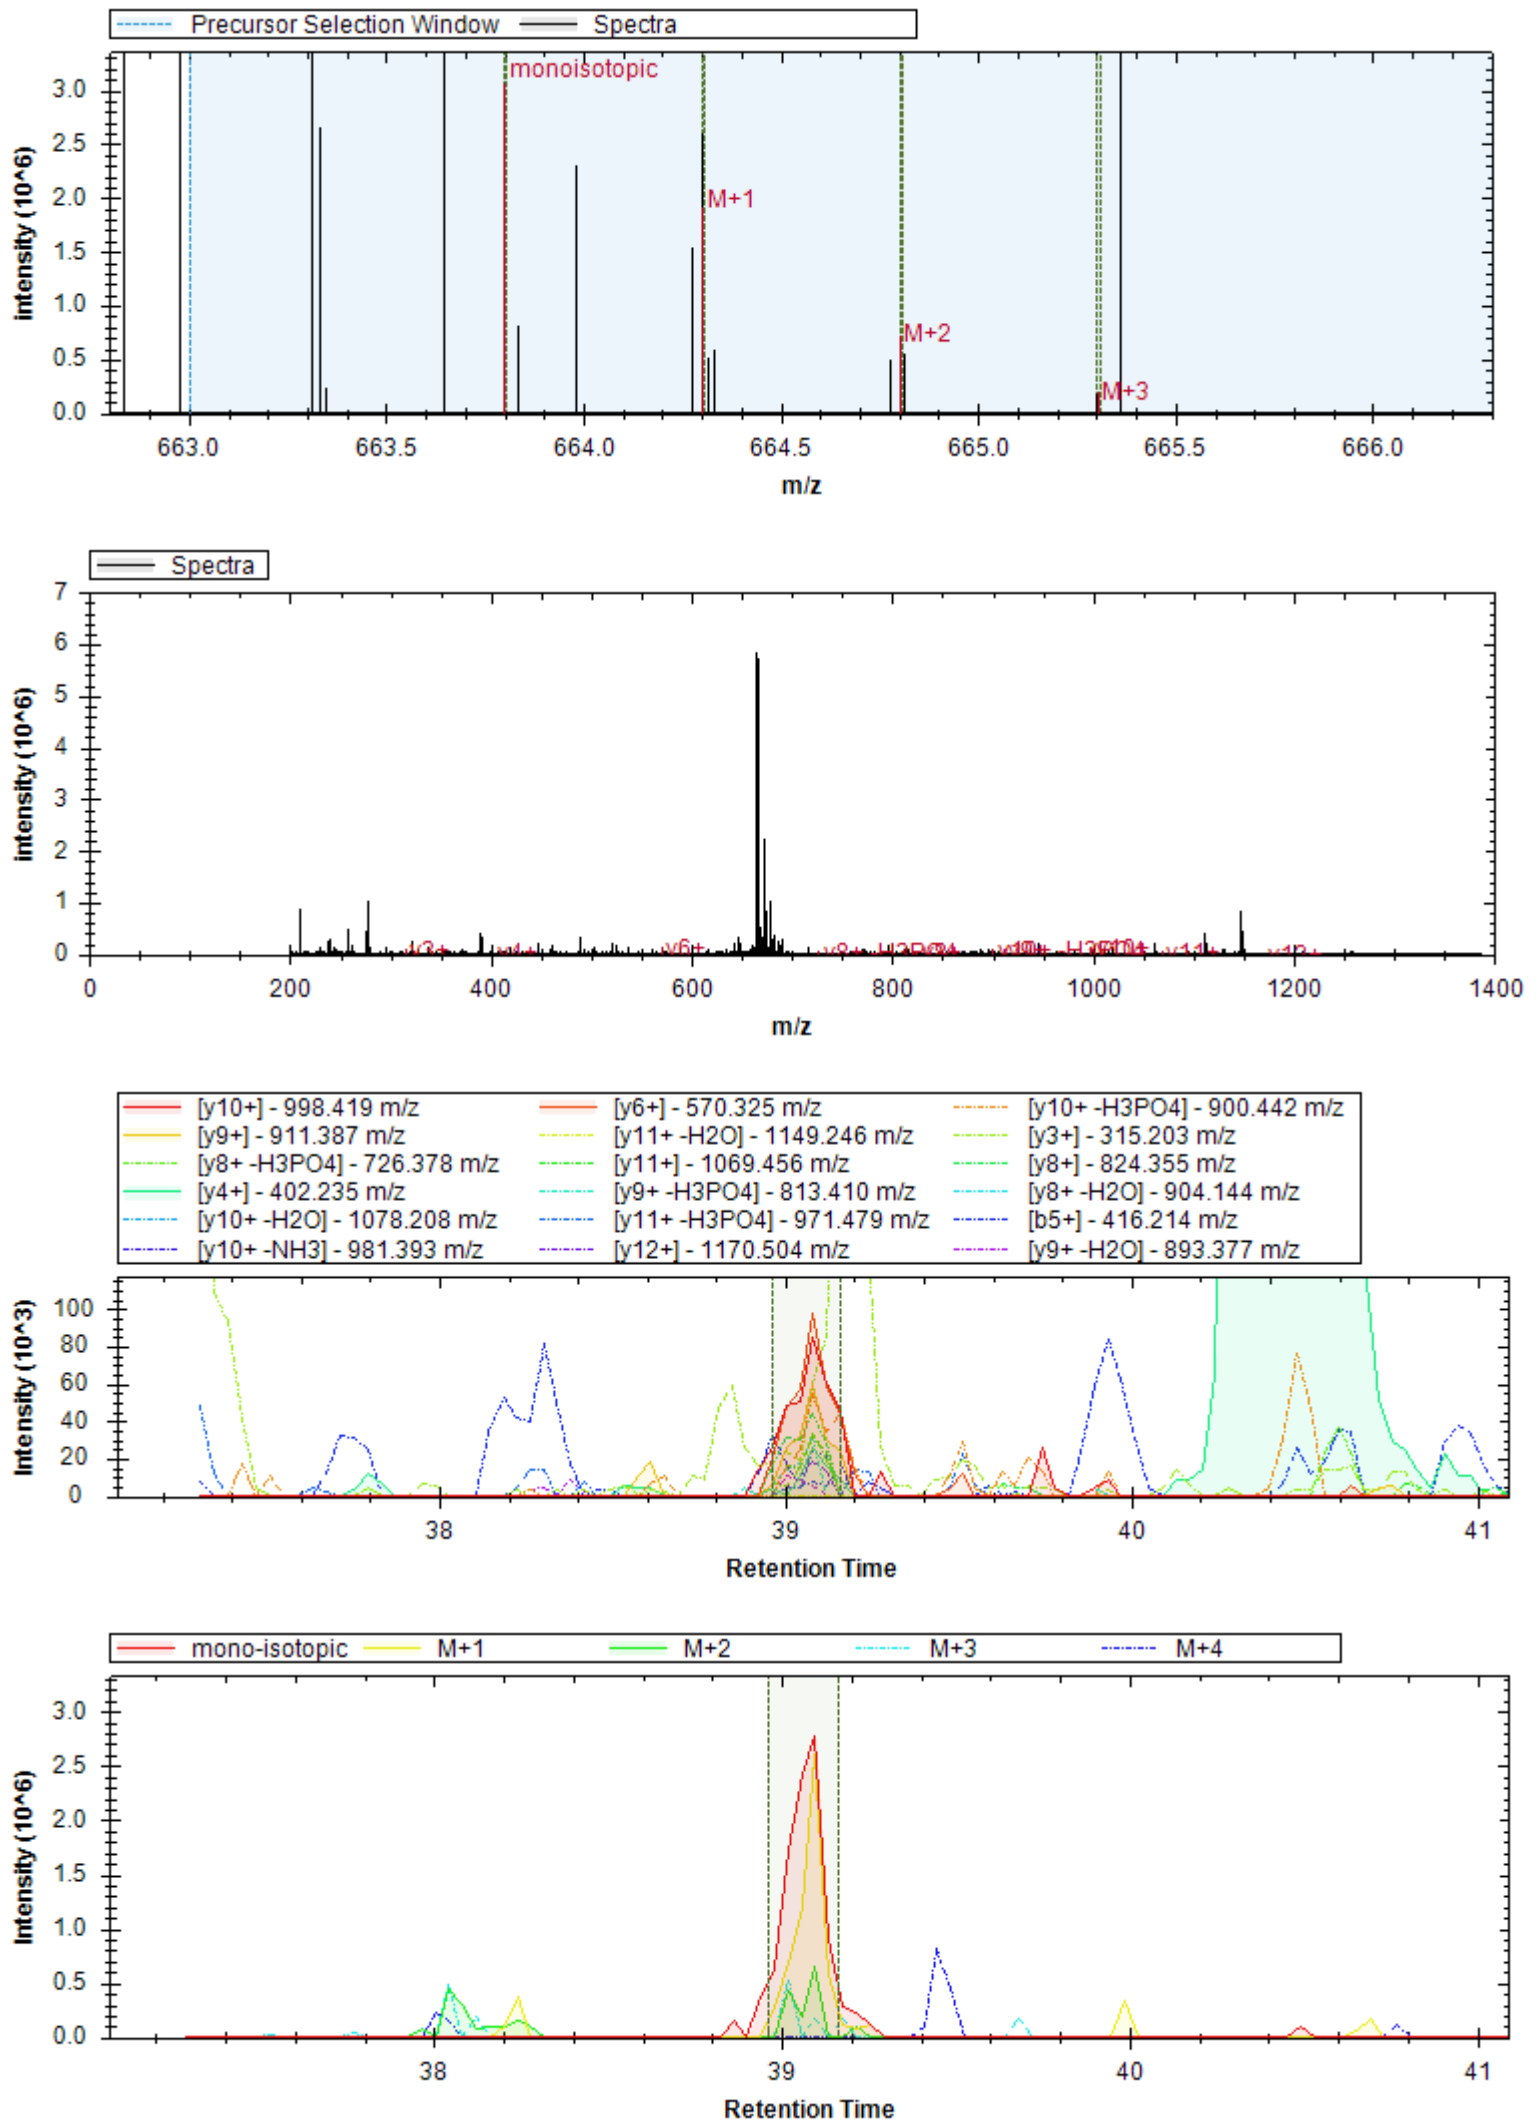 Precursor Selection Window Spectra
monoisotopic
3.0
2.5
2.0
M+1
1.5
1.0
M+2
0.5
M+3
0.0
663.0 663.5 664.0 664.5 665.0 665.5 666.0
intensity (10^6)
m/z
Spectra
7
6
5
4
3
2
1
0
y3+ y4+ y6+
0 200 400 600 800 1000 1200 1400
intensity (10^6)
m/z
[y10+] - 998.419 m/z [y6+] - 570.325 m/z [y10+ -H3PO4] - 900.442 m/z
[y9+] - 911.387 m/z [y11+ -H2O] - 1149.246 m/z [y3+] - 315.203 m/z
[y8+ -H3PO4] - 726.378 m/z [y11+] - 1069.456 m/z [y8+] - 824.355 m/z
[y4+] - 402.235 m/z [y9+ -H3PO4] - 813.410 m/z [y8+ -H2O] - 904.144 m/z
[y10+ -H2O] - 1078.208 m/z [y11+ -H3PO4] - 971.479 m/z [b5+] - 416.214 m/z
[y10+ -NH3] - 981.393 m/z [y12+] - 1170.504 m/z [y9+ -H2O] - 893.377 m/z
100
80
60
40
20
0
38 39 40 41
Intensity (10^3)
Retention Time
mono-isotopic M+1 M+2 M+3 M+4
3.0
2.5
2.0
1.5
1.0
0.5
0.0
38 39 40 41
Intensity (10^6)
Retention Time